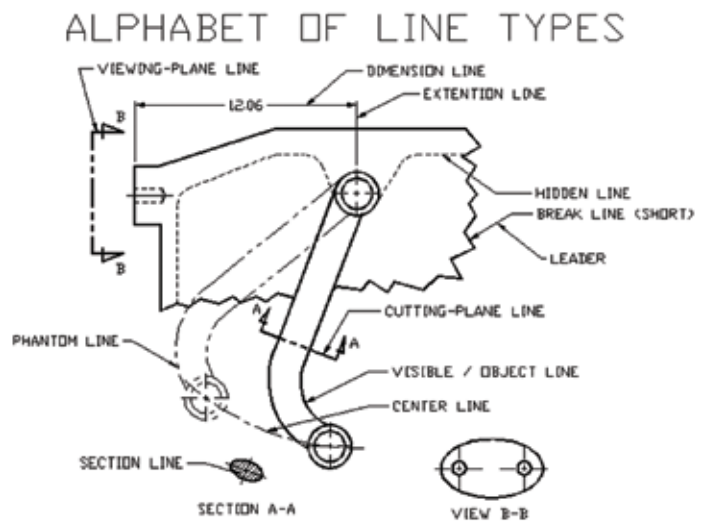 ALPHABET OF LINE TYPES
VIEWING-PLANE LINE
DIMENSION LINE
12.06
EXTENTION LINE
B
HIDDEN LINE
BREAK LINE (SHORT)
B
LEADER
A
CUTTING-PLANE LINE
PHANTOM LINE
A
VISIBLE / OBJECT LINE
CENTER LINE
SECTION LINE
SECTION A-A
VIEW B-B